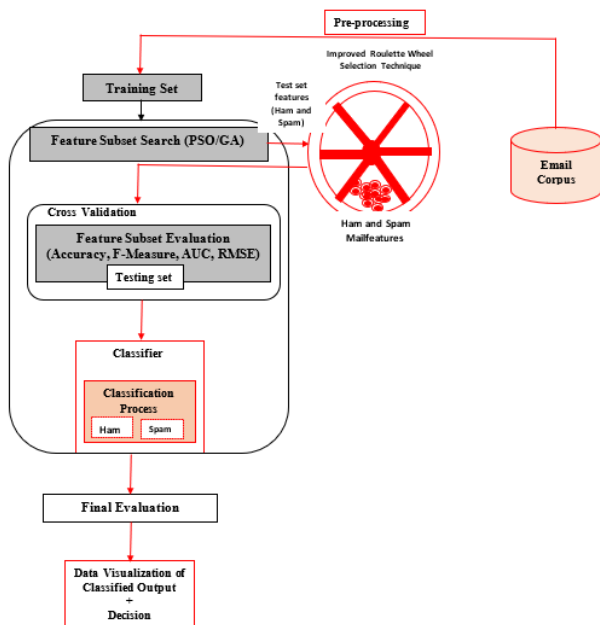 Pre-processing
Improved Roulette Wheel
Selection Technique
Training Set
Test set
features
(Ham and
Spam)
Feature Subset Search (PSO/GA)
Email
Corpus
Ham and Spam
Mailfeatures
Cross Validation
Feature Subset Evaluation
(Accuracy, F-Measure, AUC, RMSE)
Testing set
Classifier
Classification
Process
Ham
Spam
Final Evaluation
Data Visualization of
Classified Output
+
Decision